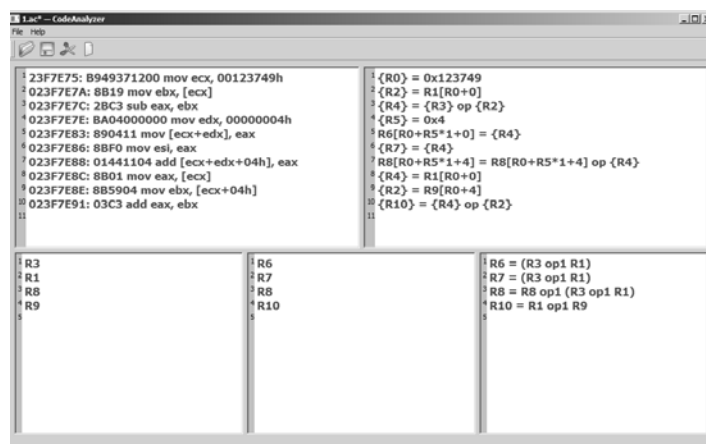 1.ac* — CodeAnalyzer
File Help
1 23F7E75: B949371200 mov ecx, 00123749h
2 023F7E7A: 8B19 mov ebx, [ecx]
3 023F7E7C: 2BC3 sub eax, ebx
4 023F7E7E: BA04000000 mov edx, 00000004h
5 023F7E83: 890411 mov [ecx+edx], eax
6 023F7E86: 8BF0 mov esi, eax
7 023F7E88: 01441104 add [ecx+edx+04h], eax
8 023F7E8C: 8B01 mov eax, [ecx]
9 023F7E8E: 8B5904 mov ebx, [ecx+04h]
10 023F7E91: 03C3 add eax, ebx
11
1 {R0} = 0x123749
2 {R2} = R1[R0+0]
3 {R4} = {R3} op {R2}
4 {R5} = 0x4
5 R6[R0+R5*1+0] = {R4}
6 {R7} = {R4}
7 R8[R0+R5*1+4] = R8[R0+R5*1+4] op {R4}
8 {R4} = R1[R0+0]
9 {R2} = R9[R0+4]
10 {R10} = {R4} op {R2}
11
1 R3
2 R1
3 R8
4 R9
5
1 R6
2 R7
3 R8
4 R10
5
1 R6 = (R3 op1 R1)
2 R7 = (R3 op1 R1)
3 R8 = R8 op1 (R3 op1 R1)
4 R10 = R1 op1 R9
5